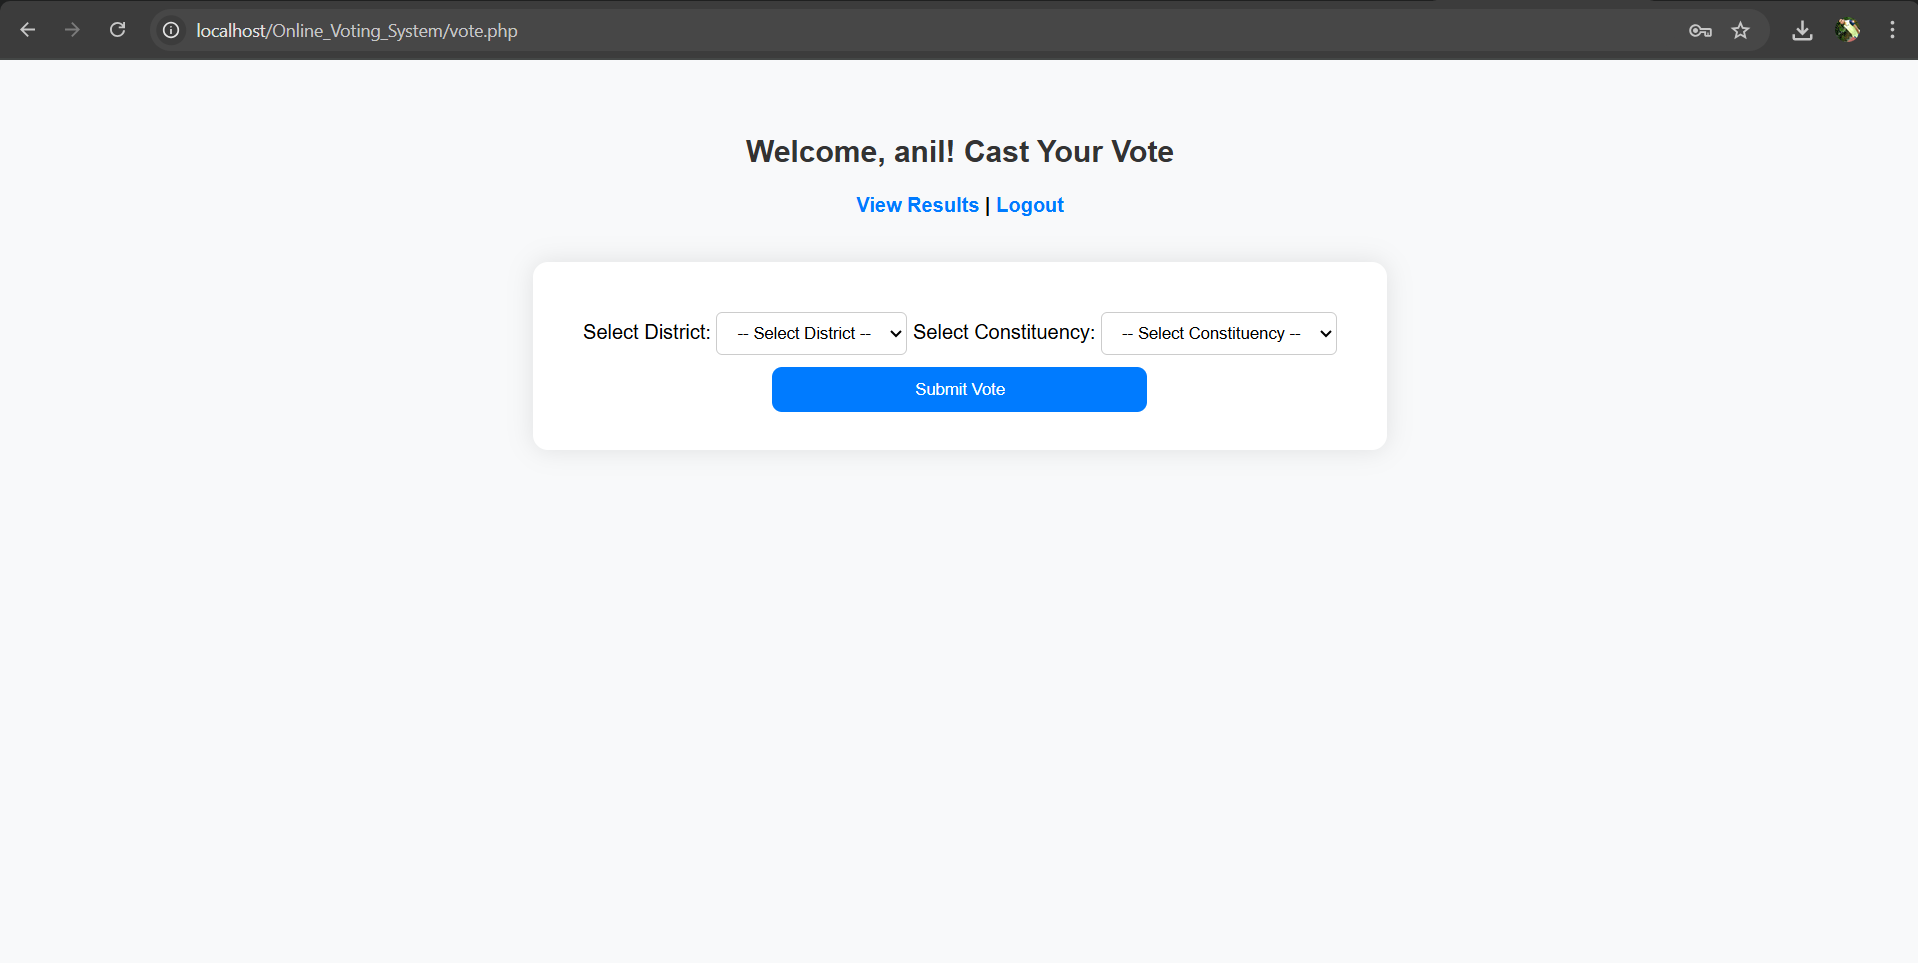 localhost/Online_Voting_System/vote.php
Welcome, anil! Cast Your Vote
View Results | Logout
Select District: -- Select District -- Select Constituency: -- Select Constituency --
Submit Vote